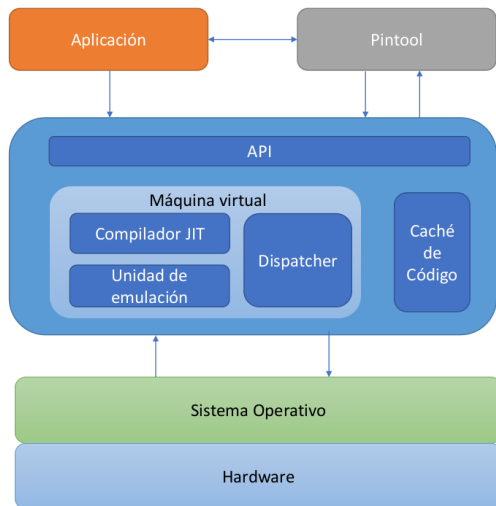 Aplicación
Pintool
API
Máquina virtual
Compilador JIT
Unidad de
emulación
Dispatcher
Caché
de
Código
Sistema Operativo
Hardware